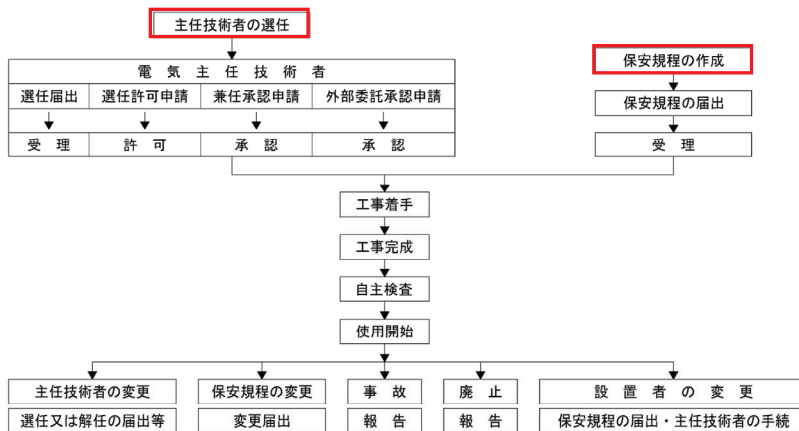 主任技術者の選任
保安規程の作成
電気主任技術者
選任届出 選任許可申請 兼任承認申請 外部委託承認申請
保安規程の届出
受理 許可 承認 承認
受理
工事着手
工事完成
自主検査
使用開始
主任技術者の変更 保安規程の変更 事故 廃止 設置者の変更
選任又は解任の届出等 変更届出 報告 報告 保安規程の届出・主任技術者の手続